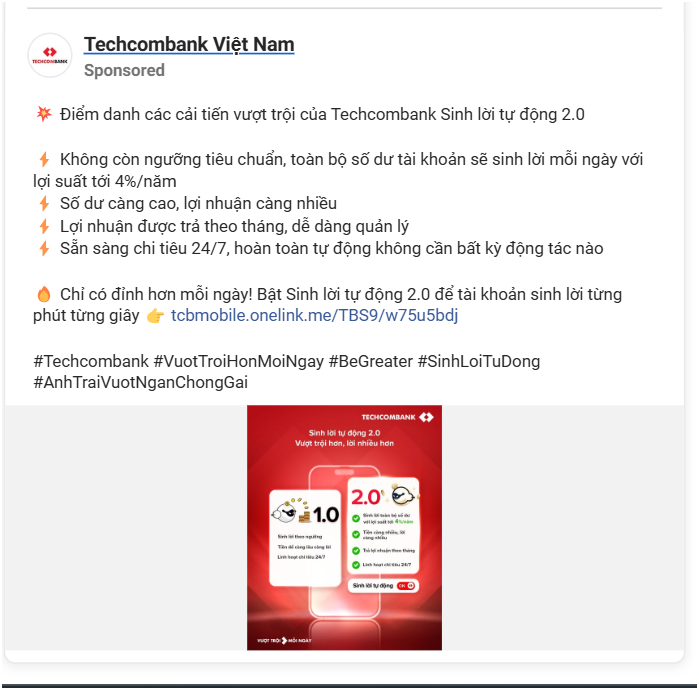 TECHCOMBANK
Techcombank Việt Nam
Sponsored
💥 Điểm danh các cải tiến vượt trội của Techcombank Sinh lời tự động 2.0
⚡ Không còn ngưỡng tiêu chuẩn, toàn bộ số dư tài khoản sẽ sinh lời mỗi ngày với
lợi suất tới 4%/năm
⚡ Số dư càng cao, lợi nhuận càng nhiều
⚡ Lợi nhuận được trả theo tháng, dễ dàng quản lý
⚡ Sẵn sàng chi tiêu 24/7, hoàn toàn tự động không cần bất kỳ động tác nào
🔥 Chỉ có đỉnh hơn mỗi ngày! Bật Sinh lời tự động 2.0 để tài khoản sinh lời từng
phút từng giây 👉 tcbmobile.onelink.me/TBS9/w75u5bdj
#Techcombank #VuotTroiHonMoiNgay #BeGreater #SinhLoiTuDong
#AnhTraiVuotNganChongGai
TECHCOMBANK
Sinh lời tự động 2.0
Vượt trội hơn, lời nhiều hơn
1.0
Sinh lời theo ngưỡng
Tiền để càng lâu càng lời
Linh hoạt chi tiêu 24/7
2.0
Sinh lời toàn bộ số dư
với lợi suất tới 4%/năm
Tiền càng nhiều, lời
càng nhiều
Trả lợi nhuận theo tháng
Linh hoạt chi tiêu 24/7
Sinh lời tự động ON
VƯỢT TRỘI MỖI NGÀY